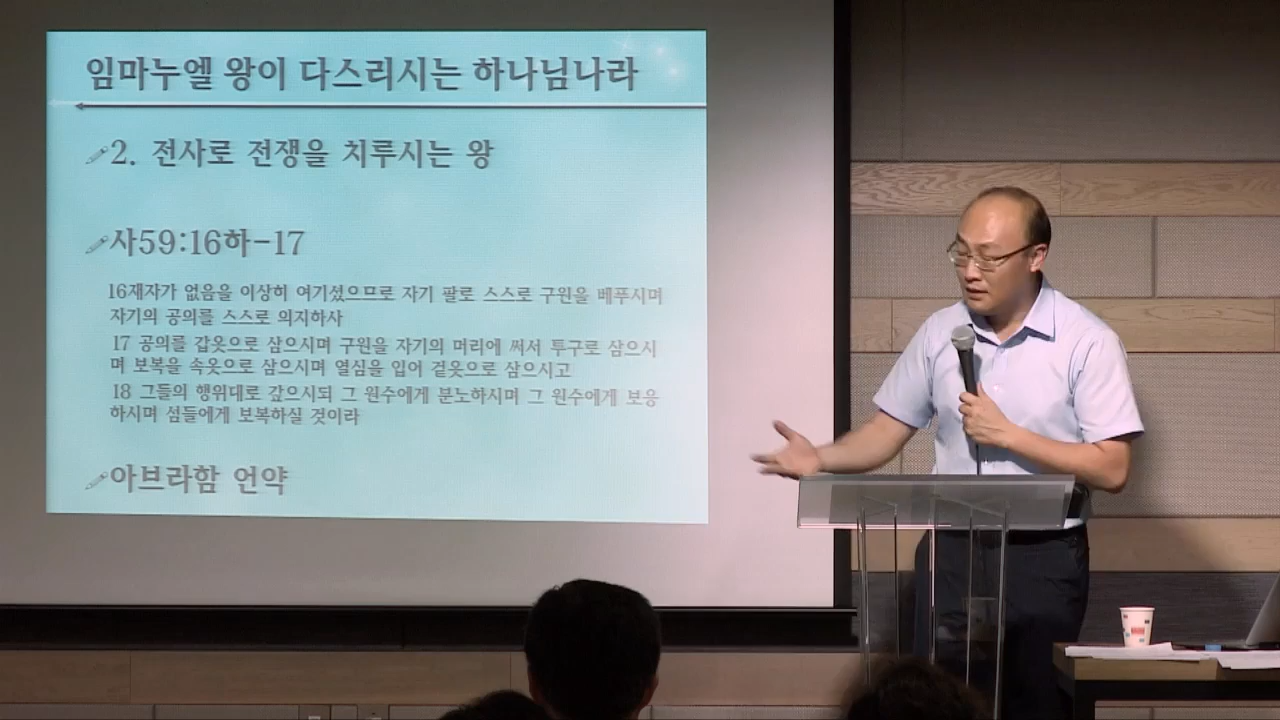 임마누엘 왕이 다스리시는 하나님나라
2. 전사로 전쟁을 치루시는 왕
사59:16하-17
16재자가 없음을 이상히 여기셨으므로 자기 팔로 스스로 구원을 베푸시며
자기의 공의를 스스로 의지하사
17 공의를 갑옷으로 삼으시며 구원을 자기의 머리에 써서 투구로 삼으시
며 보복을 속옷으로 삼으시며 열심을 입어 겉옷으로 삼으시고
18 그들의 행위대로 갚으시되 그 원수에게 분노하시며 그 원수에게 보응
하시며 섬들에게 보복하실 것이라
아브라함 언약